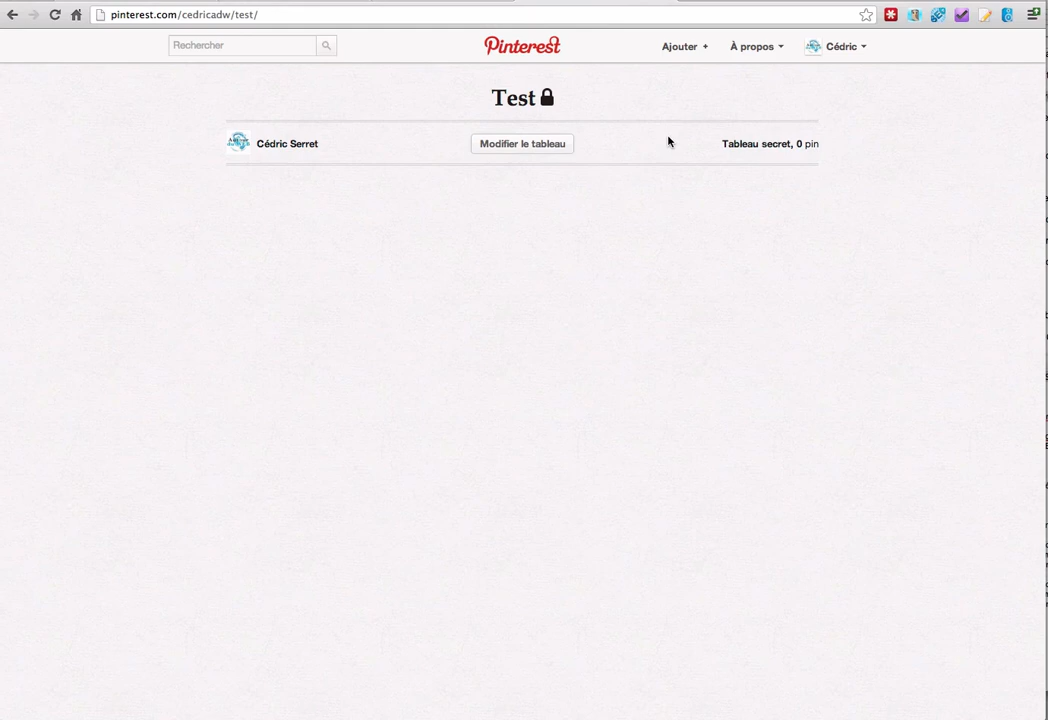 pinterest.com/cedricadw/test/
Rechercher
Pinterest
Ajouter +
À propos
Cédric
Test
Cédric Serret
Modifier le tableau
Tableau secret, 0 pin